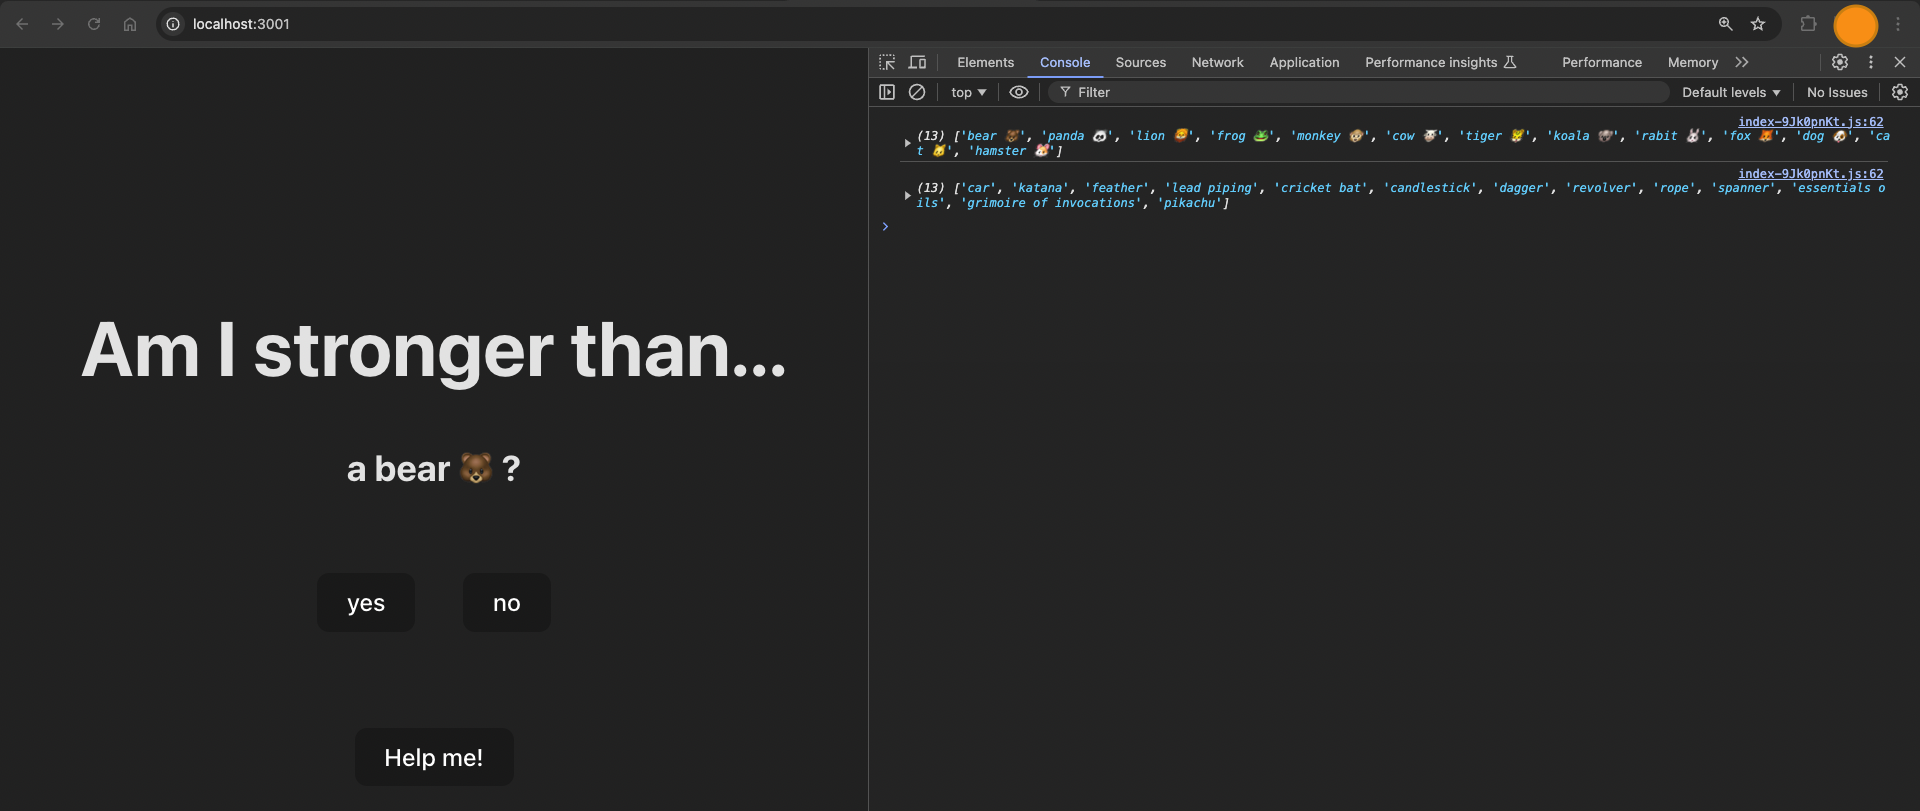 localhost:3001
Elements Console Sources Network Application Performance insights Performance Memory
top Filter Default levels No Issues
Am I stronger than...
a bear 🐻 ?
yes no
Help me!
index-9Jk0pnKt.js:62
(13) ['bear 🐻', 'panda 🐼', 'lion 🦁', 'frog 🐸', 'monkey 🐵', 'cow 🐮', 'tiger 🐯', 'koala 🐨', 'rabit 🐰', 'fox 🦊', 'dog 🐶', 'ca
t 🐱', 'hamster 🐹']
index-9Jk0pnKt.js:62
(13) ['car', 'katana', 'feather', 'lead piping', 'cricket bat', 'candlestick', 'dagger', 'revolver', 'rope', 'spanner', 'essentials o
ils', 'grimoire of invocations', 'pikachu']